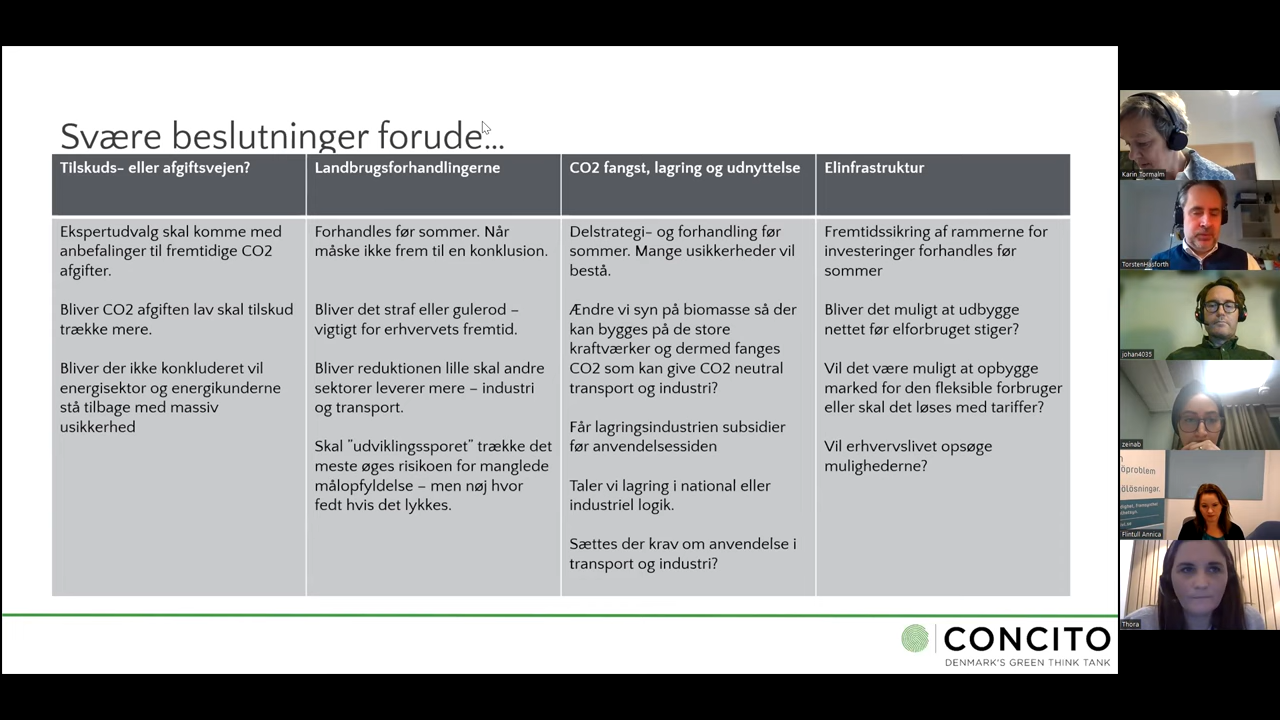 Svære beslutninger forude...
Tilskuds- eller afgiftsvejen?
Ekspertudvalg skal komme med
anbefalinger til fremtidige CO2
afgifter.
Bliver CO2 afgiften lav skal tilskud
trække mere.
Bliver der ikke konkluderet vil
energisektor og energikunderne
stå tilbage med massiv
usikkerhed
Landbrugsforhandlingerne
Forhandles før sommer. Når
måske ikke frem til en konklusion.
Bliver det straf eller gulerod –
vigtigt for erhvervets fremtid.
Bliver reduktionen lille skal andre
sektorer leverer mere – industri
og transport.
Skal ”udviklingssporet” trække det
meste øges risikoen for manglede
målopfyldelse – men nøj hvor
fedt hvis det lykkes.
CO2 fangst, lagring og udnyttelse
Delstrategi- og forhandling før
sommer. Mange usikkerheder vil
bestå.
Ændre vi syn på biomasse så der
kan bygges på de store
kraftværker og dermed fanges
CO2 som kan give CO2 neutral
transport og industri?
Får lagringsindustrien subsidier
før anvendelsessiden
Taler vi lagring i national eller
industriel logik.
Sættes der krav om anvendelse i
transport og industri?
Elinfrastruktur
Fremtidssikring af rammerne for
investeringer forhandles før
sommer
Bliver det muligt at udbygge
nettet før elforbruget stiger?
Vil det være muligt at opbygge
marked for den fleksible forbruger
eller skal det løses med tariffer?
Vil erhvervslivet opsøge
mulighederne?
CONCITO
DENMARK'S GREEN THINK TANK
Karin Tormalm
TorstenHasforth
johan4035
zeinab
öproblem
ölösningar.
Flintull Annica
Thora